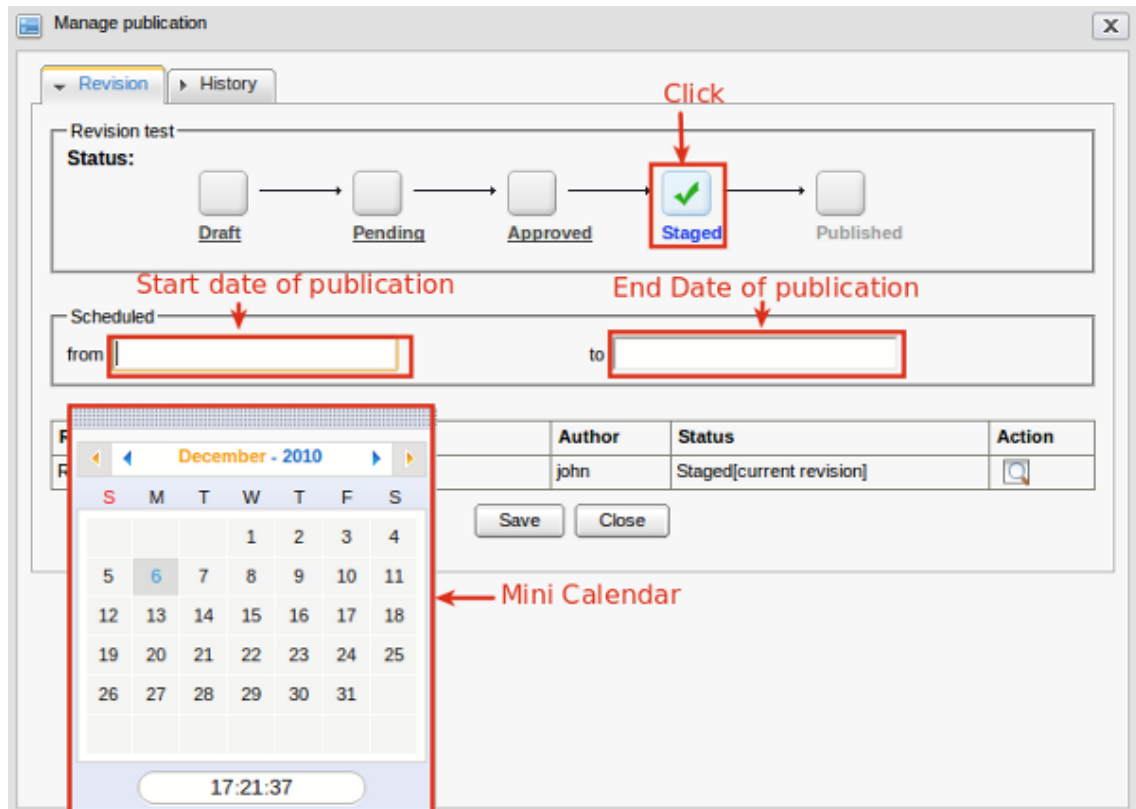 Manage publication
Revision History
Click
Revision test
Status:
Draft Pending Approved Staged Published
Start date of publication End Date of publication
Scheduled
from to
Author Status Action
December - 2010
john Staged[current revision]
S M T W T F S
Save Close
1 2 3 4
5 6 7 8 9 10 11
Mini Calendar
12 13 14 15 16 17 18
19 20 21 22 23 24 25
26 27 28 29 30 31
17:21:37